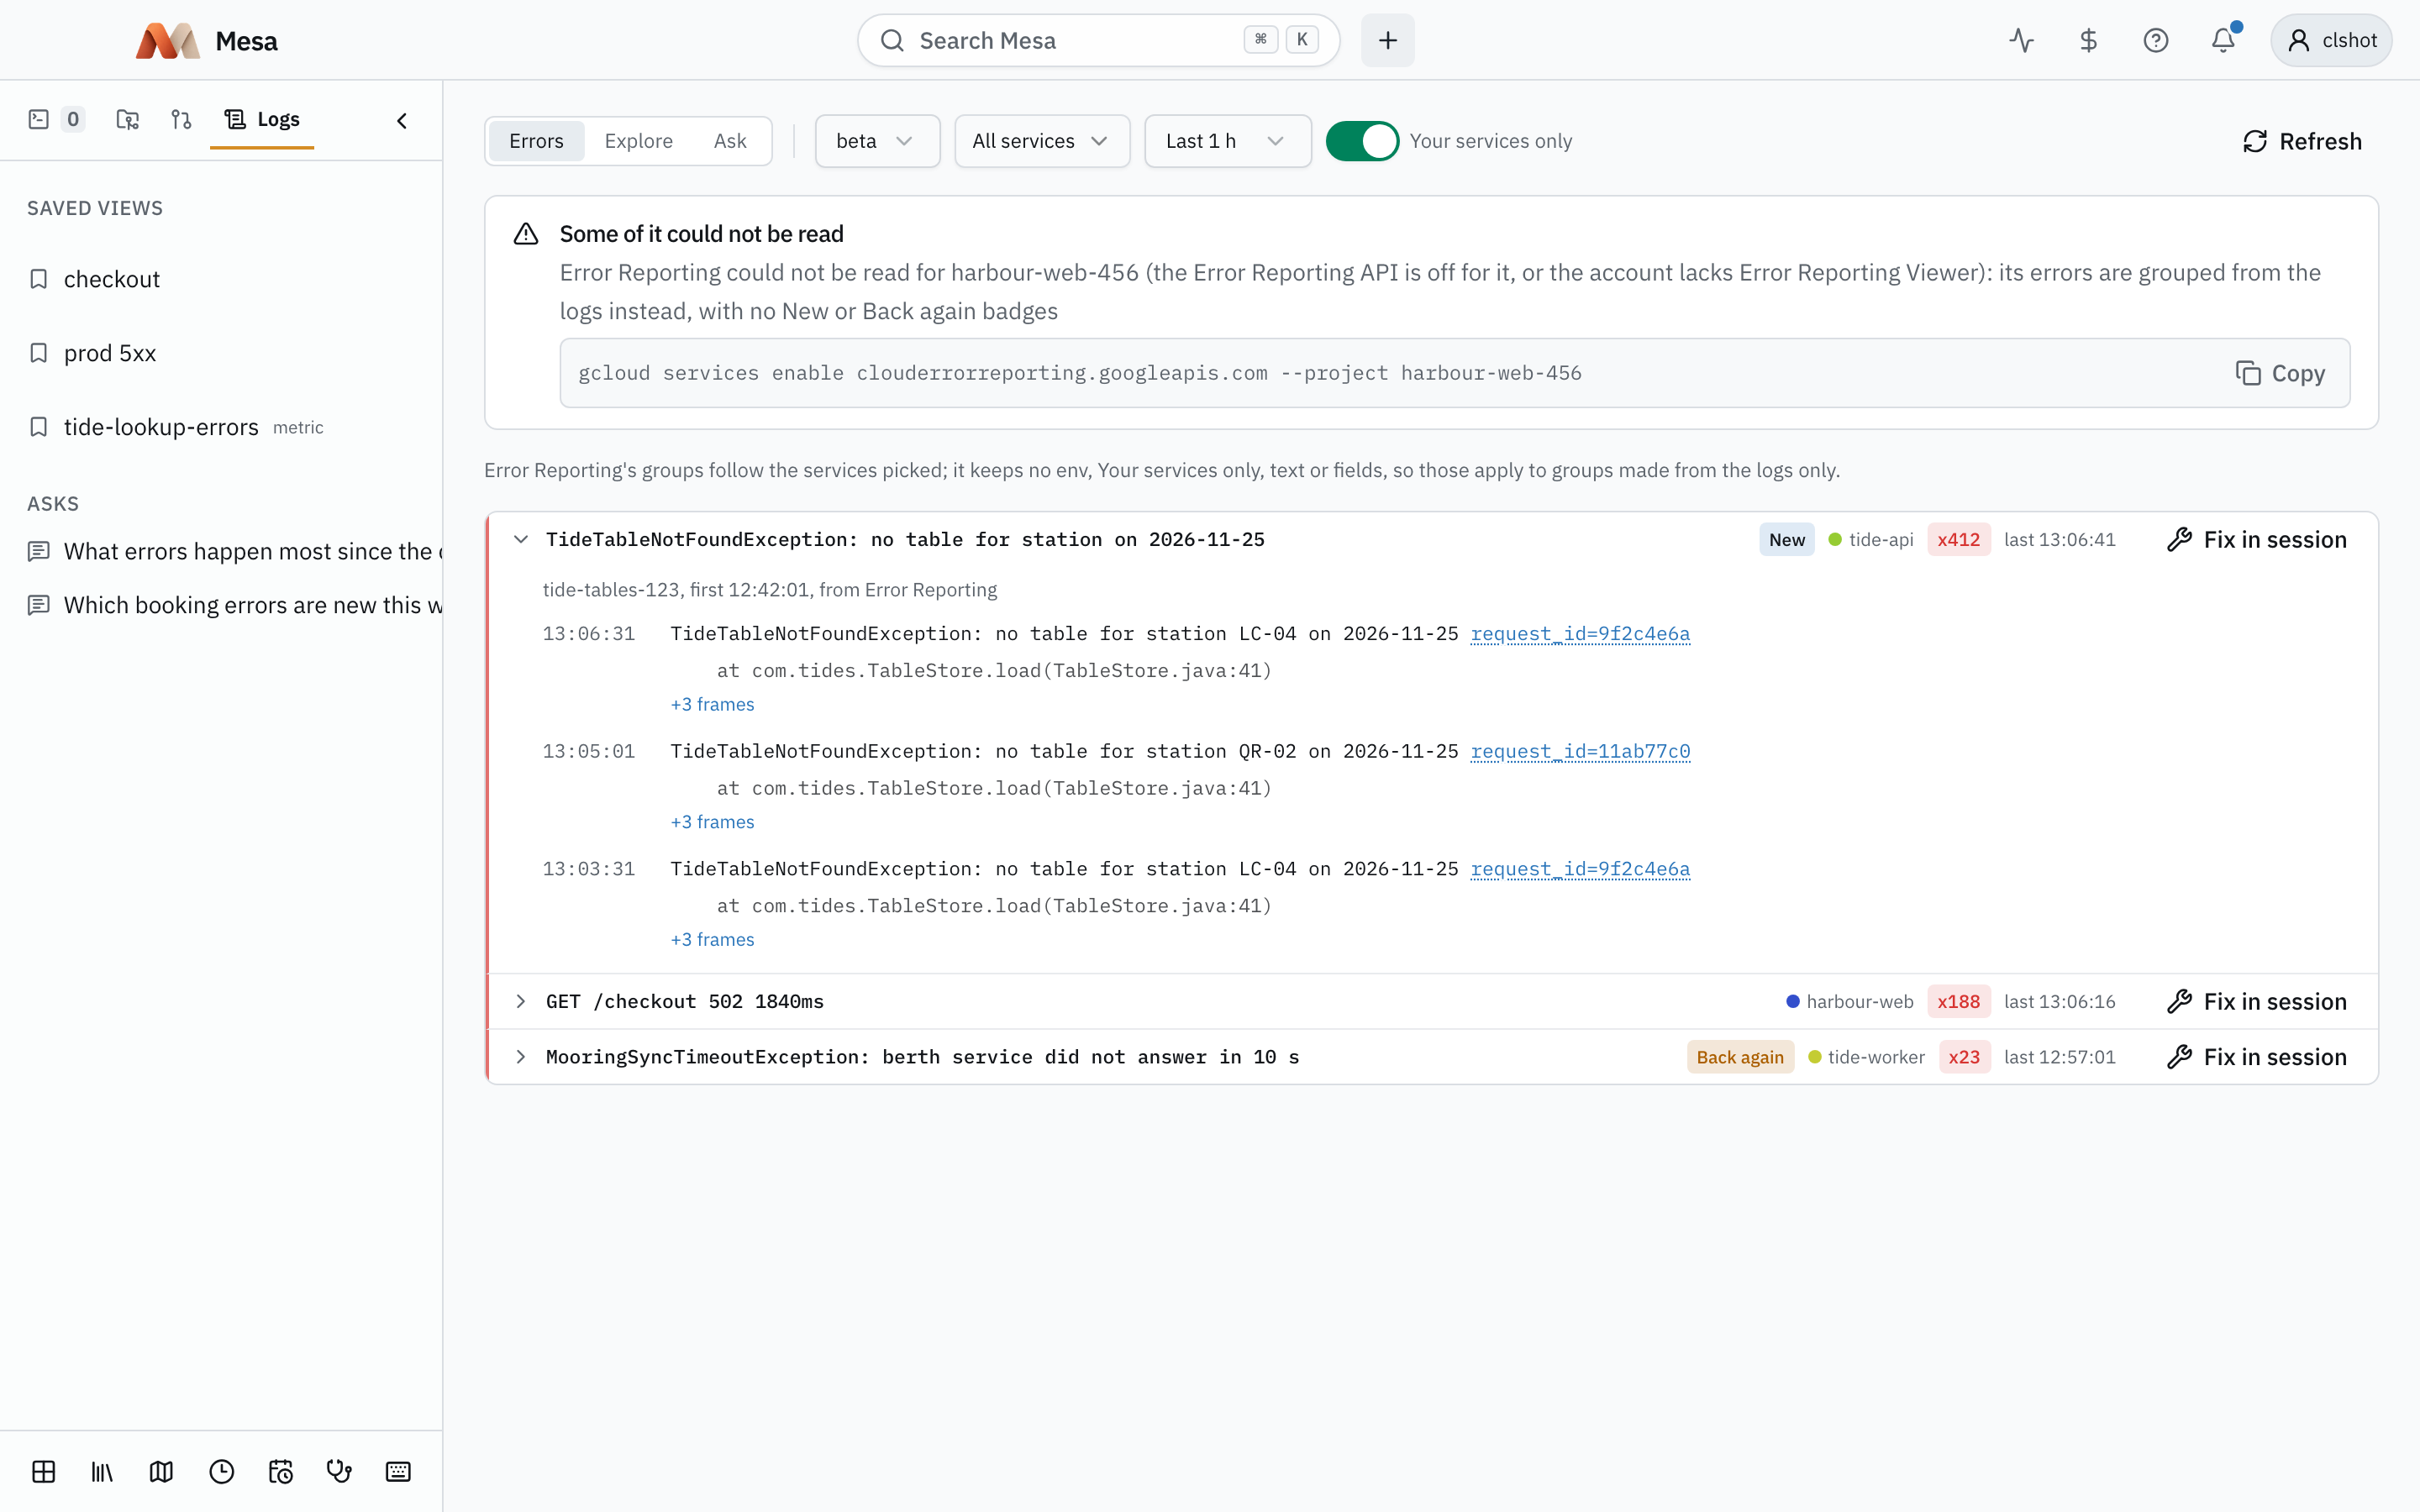 Mesa
Search Mesa
⌘ K
clshot
0
Logs
SAVED VIEWS
checkout
prod 5xx
tide-lookup-errors metric
ASKS
What errors happen most since the
Which booking errors are new this w
Errors Explore Ask
beta
All services
Last 1 h
Your services only
Refresh
Some of it could not be read
Error Reporting could not be read for harbour-web-456 (the Error Reporting API is off for it, or the account lacks Error Reporting Viewer): its errors are grouped from the
logs instead, with no New or Back again badges
gcloud services enable clouderrorreporting.googleapis.com --project harbour-web-456
Copy
Error Reporting's groups follow the services picked; it keeps no env, Your services only, text or fields, so those apply to groups made from the logs only.
TideTableNotFoundException: no table for station on 2026-11-25 New tide-api x412 last 13:06:41 Fix in session
tide-tables-123, first 12:42:01, from Error Reporting
13:06:31 TideTableNotFoundException: no table for station LC-04 on 2026-11-25 request_id=9f2c4e6a
at com.tides.TableStore.load(TableStore.java:41)
+3 frames
13:05:01 TideTableNotFoundException: no table for station QR-02 on 2026-11-25 request_id=11ab77c0
at com.tides.TableStore.load(TableStore.java:41)
+3 frames
13:03:31 TideTableNotFoundException: no table for station LC-04 on 2026-11-25 request_id=9f2c4e6a
at com.tides.TableStore.load(TableStore.java:41)
+3 frames
GET /checkout 502 1840ms harbour-web x188 last 13:06:16 Fix in session
MooringSyncTimeoutException: berth service did not answer in 10 s Back again tide-worker x23 last 12:57:01 Fix in session